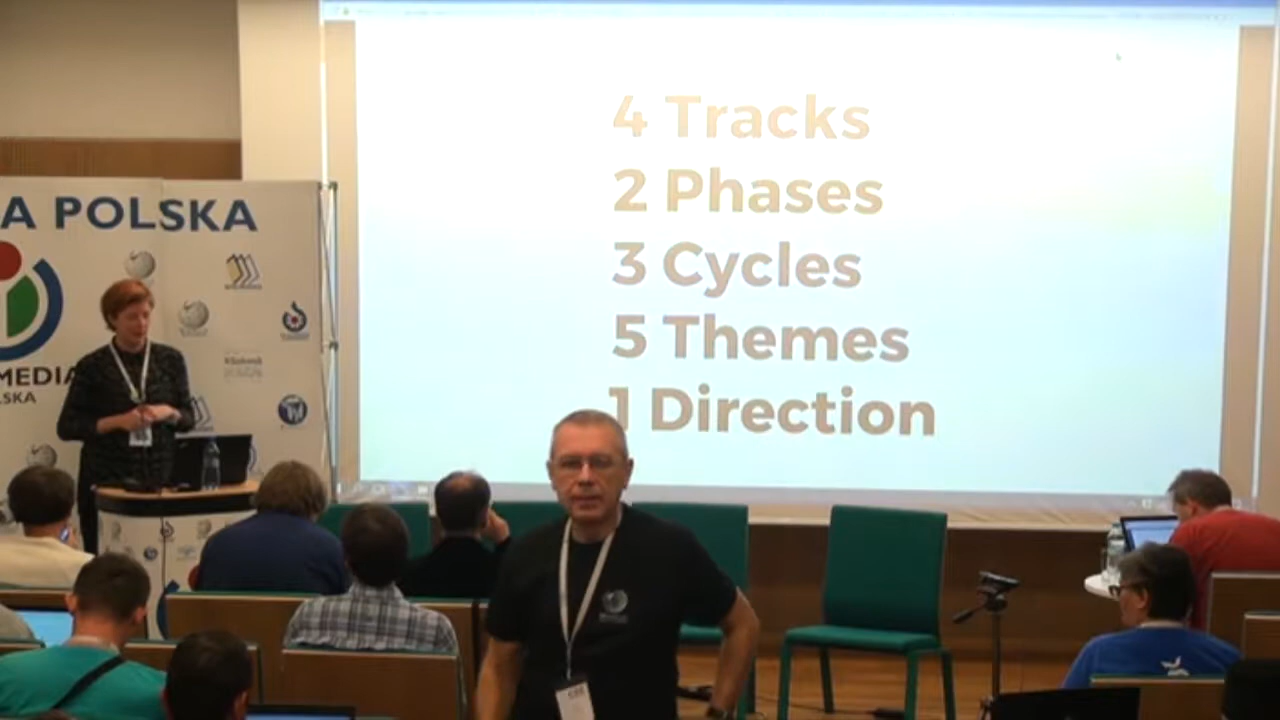 4 Tracks
2 Phases
3 Cycles
5 Themes
1 Direction
A POLSKA
MEDIA
LSKA